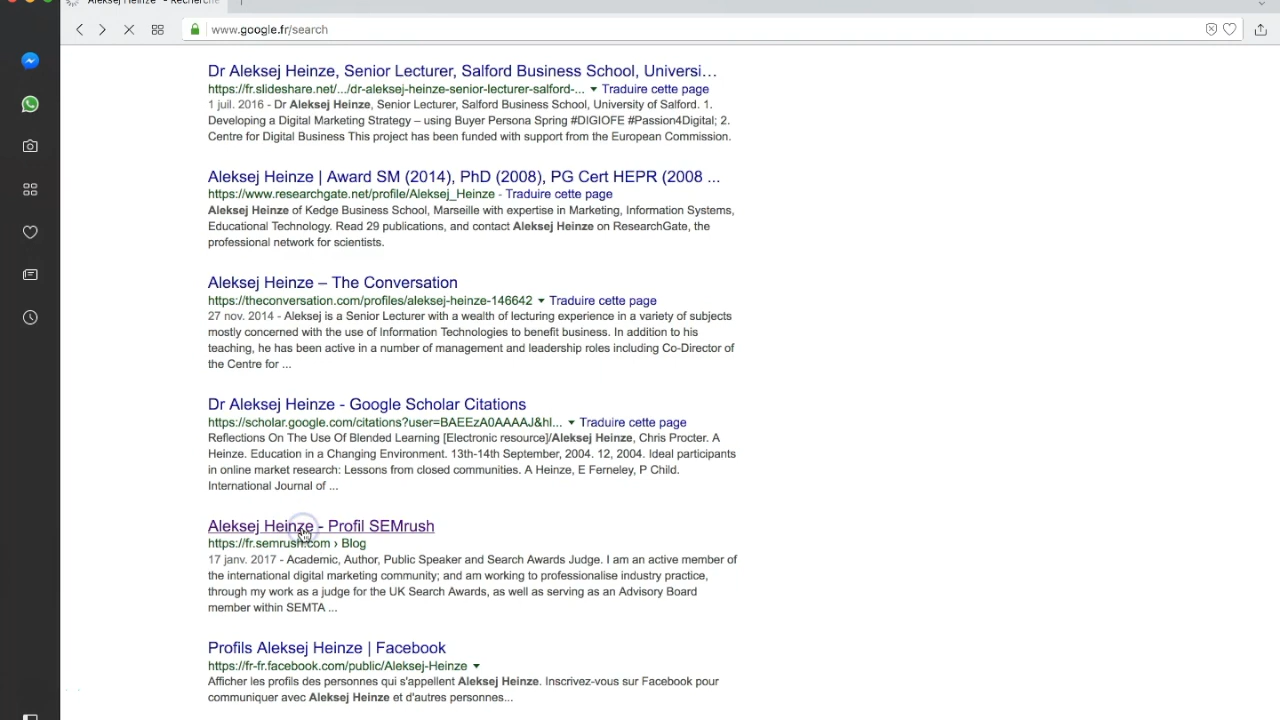 Aleksej Heinze" - Recherche
www.google.fr/search
Dr Aleksej Heinze, Senior Lecturer, Salford Business School, Universi…
https://fr.slideshare.net/.../dr-aleksej-heinze-senior-lecturer-salford-... ▼ Traduire cette page
1 juil. 2016 - Dr Aleksej Heinze, Senior Lecturer, Salford Business School, University of Salford. 1.
Developing a Digital Marketing Strategy – using Buyer Persona Spring #DIGIOFE #Passion4Digital; 2.
Centre for Digital Business This project has been funded with support from the European Commission.
Aleksej Heinze | Award SM (2014), PhD (2008), PG Cert HEPR (2008 ...
https://www.researchgate.net/profile/Aleksej_Heinze - Traduire cette page
Aleksej Heinze of Kedge Business School, Marseille with expertise in Marketing, Information Systems,
Educational Technology. Read 29 publications, and contact Aleksej Heinze on ResearchGate, the
professional network for scientists.
Aleksej Heinze – The Conversation
https://theconversation.com/profiles/aleksej-heinze-146642 ▼ Traduire cette page
27 nov. 2014 - Aleksej is a Senior Lecturer with a wealth of lecturing experience in a variety of subjects
mostly concerned with the use of Information Technologies to benefit business. In addition to his
teaching, he has been active in a number of management and leadership roles including Co-Director of
the Centre for ...
Dr Aleksej Heinze - Google Scholar Citations
https://scholar.google.com/citations?user=BAEEzA0AAAAJ&hl... ▼ Traduire cette page
Reflections On The Use Of Blended Learning [Electronic resource]/Aleksej Heinze, Chris Procter. A
Heinze. Education in a Changing Environment. 13th-14th September, 2004. 12, 2004. Ideal participants
in online market research: Lessons from closed communities. A Heinze, E Ferneley, P Child.
International Journal of ...
Aleksej Heinze - Profil SEMrush
https://fr.semrush.com › Blog
17 janv. 2017 - Academic, Author, Public Speaker and Search Awards Judge. I am an active member of
the international digital marketing community; and am working to professionalise industry practice,
through my work as a judge for the UK Search Awards, as well as serving as an Advisory Board
member within SEMTA ...
Profils Aleksej Heinze | Facebook
https://fr-fr.facebook.com/public/Aleksej-Heinze ▼
Afficher les profils des personnes qui s'appellent Aleksej Heinze. Inscrivez-vous sur Facebook pour
communiquer avec Aleksej Heinze et d'autres personnes...